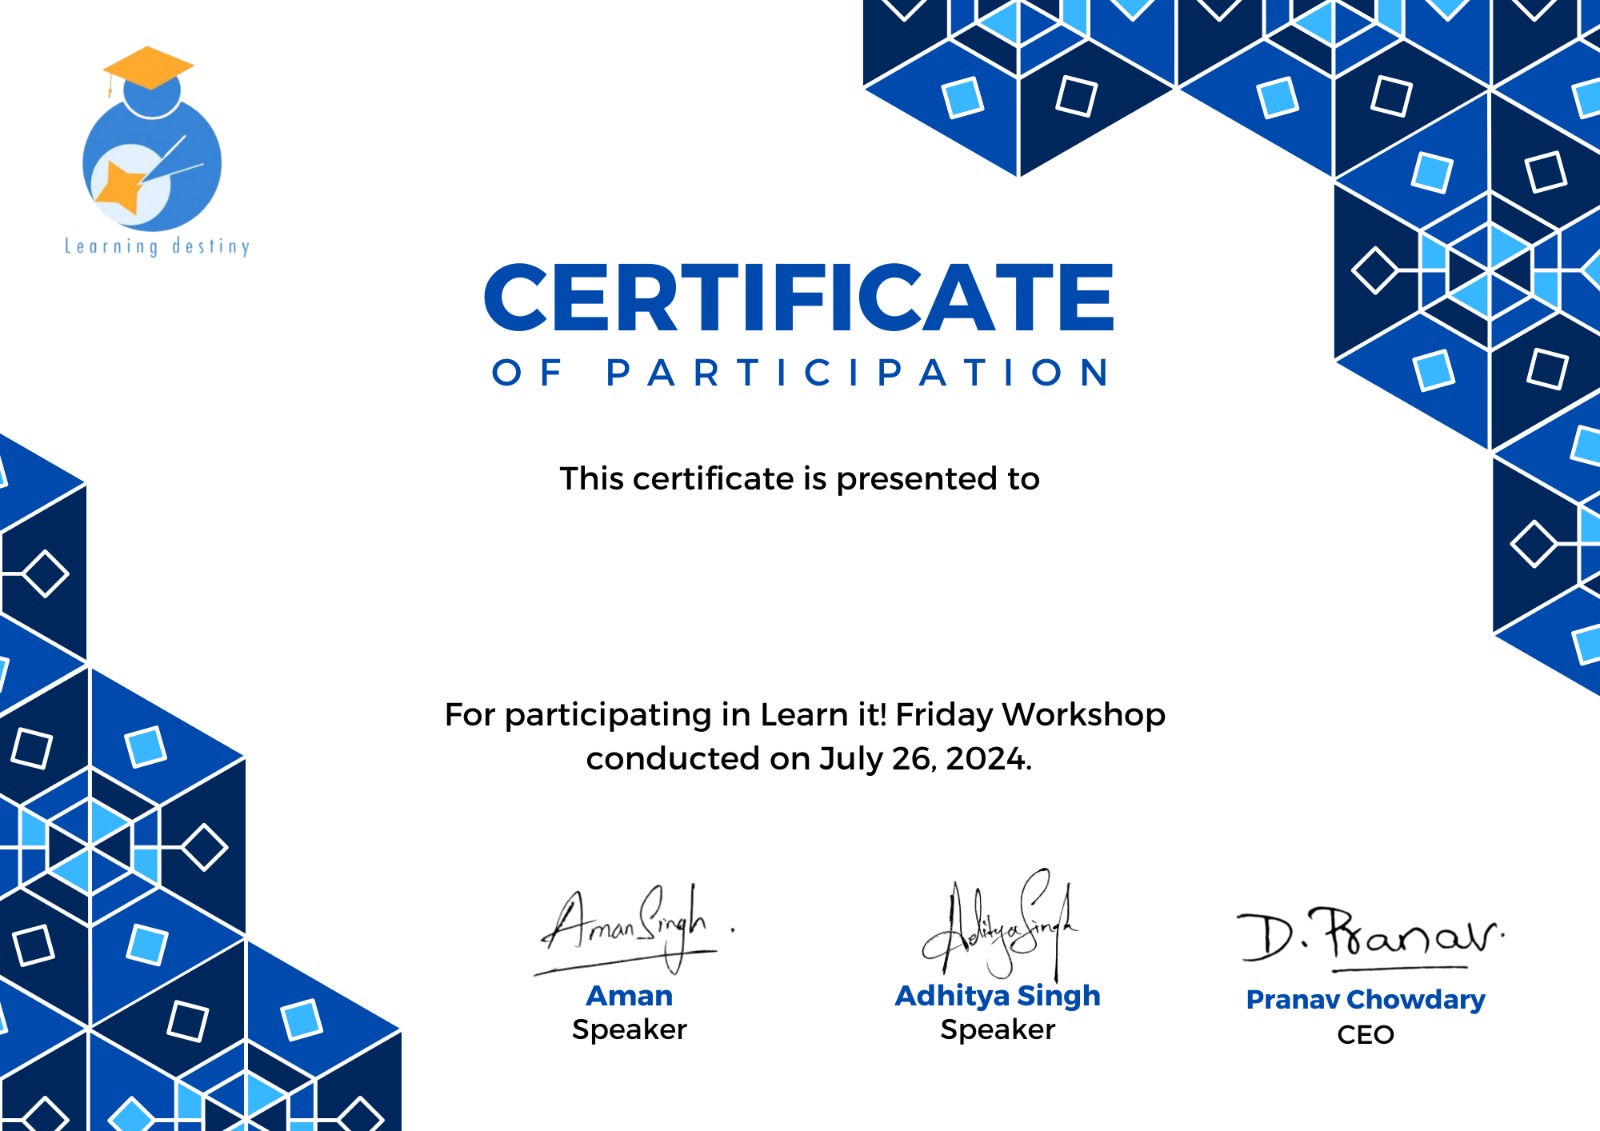 Learning destiny
CERTIFICATE
OF PARTICIPATION
This certificate is presented to
For participating in Learn it! Friday Workshop
conducted on July 26, 2024.
Aman Singh .
Aditya Singh
D. Pranav.
Aman
Adhitya Singh
Pranav Chowdary
Speaker
Speaker
CEO